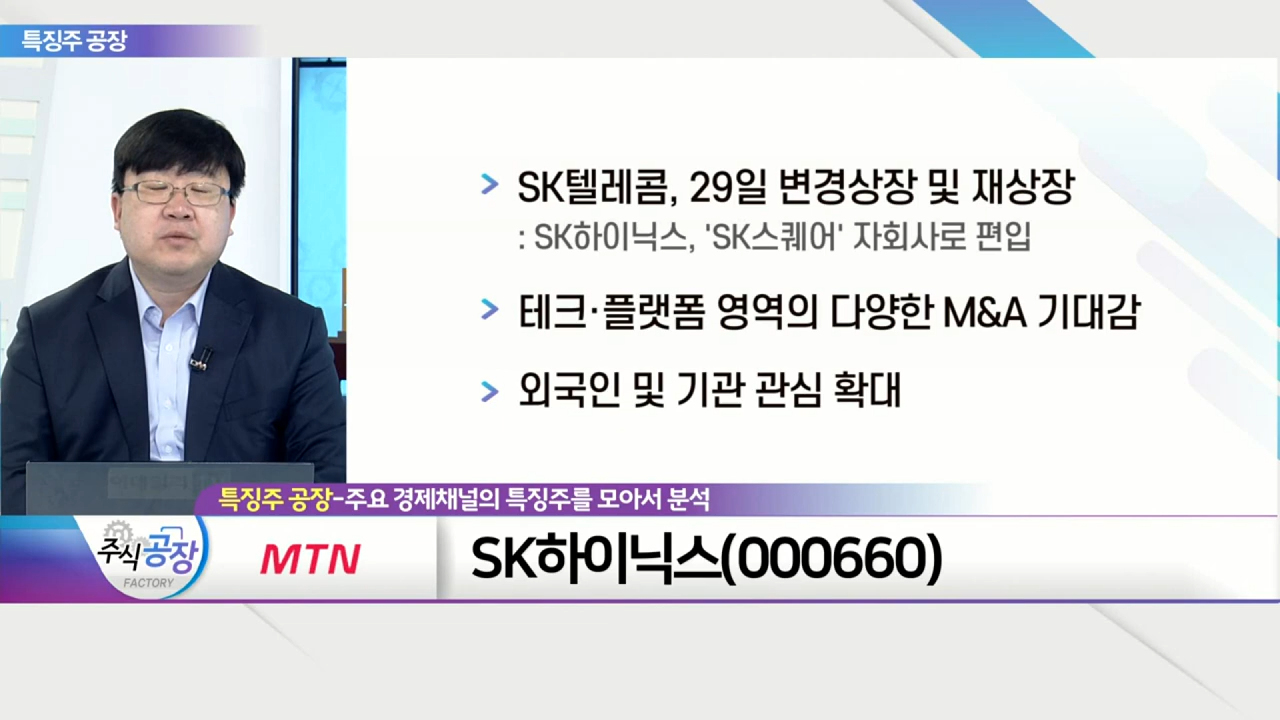 특징주 공장
> SK텔레콤, 29일 변경상장 및 재상장
: SK하이닉스, 'SK스퀘어' 자회사로 편입
> 테크·플랫폼 영역의 다양한 M&A 기대감
> 외국인 및 기관 관심 확대
특징주 공장-주요 경제채널의 특징주를 모아서 분석
주식공장
FACTORY
MTN
SK하이닉스(000660)